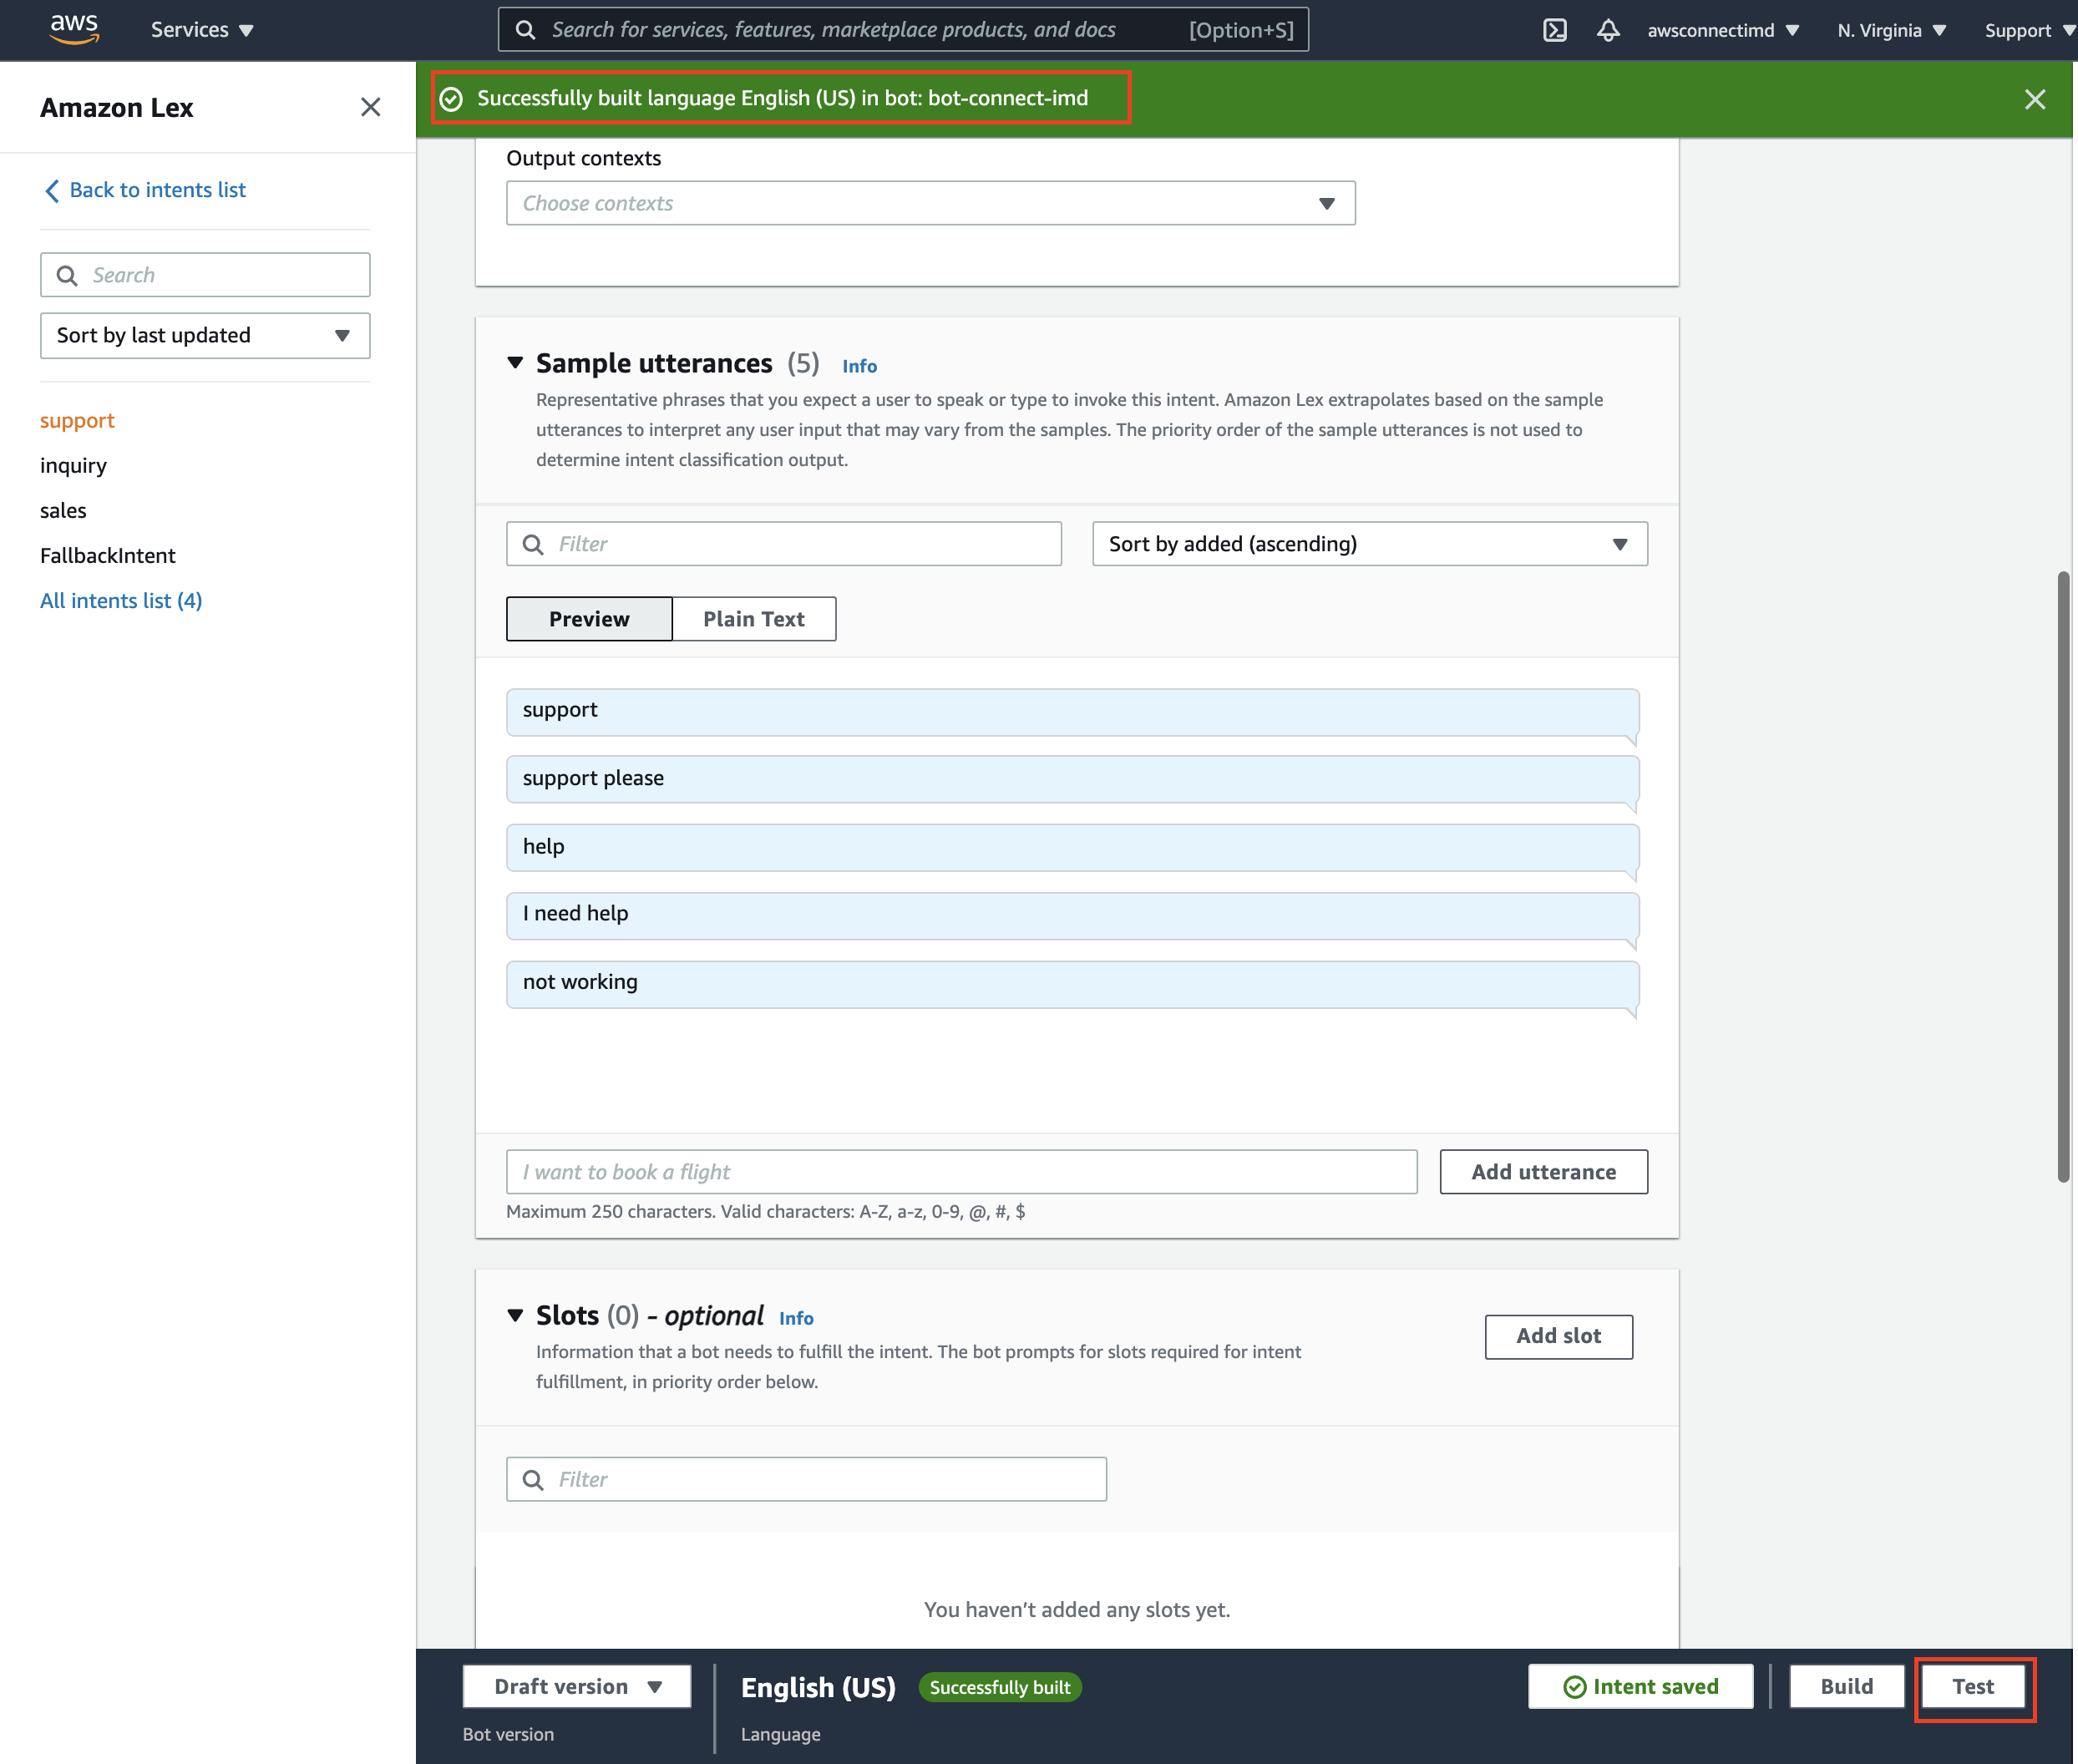 aws
Services
Search for services, features, marketplace products, and docs
[Option+S]
awsconnectimd
N. Virginia
Support
Amazon Lex
Successfully built language English (US) in bot: bot-connect-imd
Back to intents list
Search
Sort by last updated
support
inquiry
sales
FallbackIntent
All intents list (4)
Output contexts
Choose contexts
Sample utterances (5) Info
Representative phrases that you expect a user to speak or type to invoke this intent. Amazon Lex extrapolates based on the sample
utterances to interpret any user input that may vary from the samples. The priority order of the sample utterances is not used to
determine intent classification output.
Filter
Sort by added (ascending)
Preview
Plain Text
support
support please
help
I need help
not working
I want to book a flight
Add utterance
Maximum 250 characters. Valid characters: A-Z, a-z, 0-9, @, #, $
Slots (0) - optional Info
Add slot
Information that a bot needs to fulfill the intent. The bot prompts for slots required for intent
fulfillment, in priority order below.
Filter
You haven’t added any slots yet.
Draft version
English (US)
Successfully built
Intent saved
Build
Test
Bot version
Language